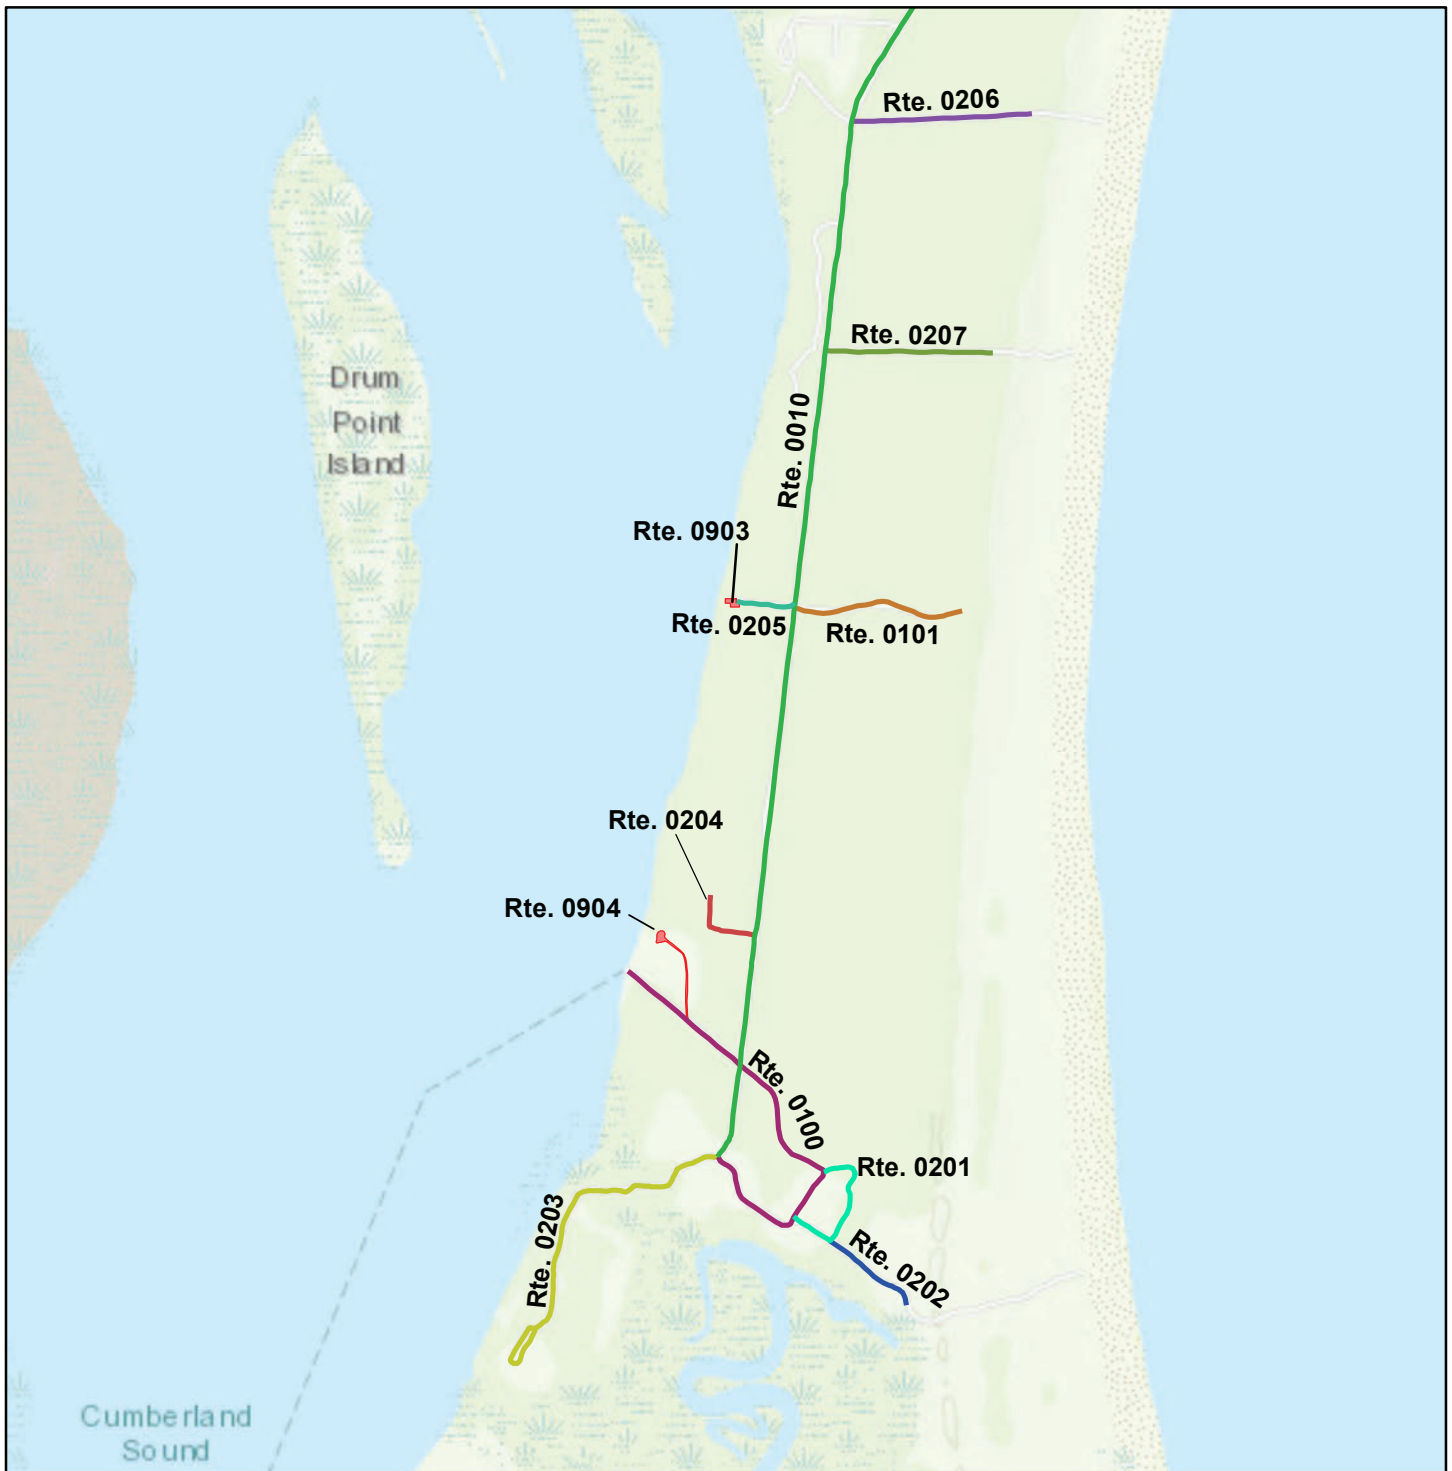 Rte. 0206
Rte. 0207
Drum
Point
Island
Rte. 0010
Rte. 0903
Rte. 0205
Rte. 0101
Rte. 0204
Rte. 0904
Rte. 0100
Rte. 0201
Rte. 0203
Rte. 0202
Cumberland
Sound